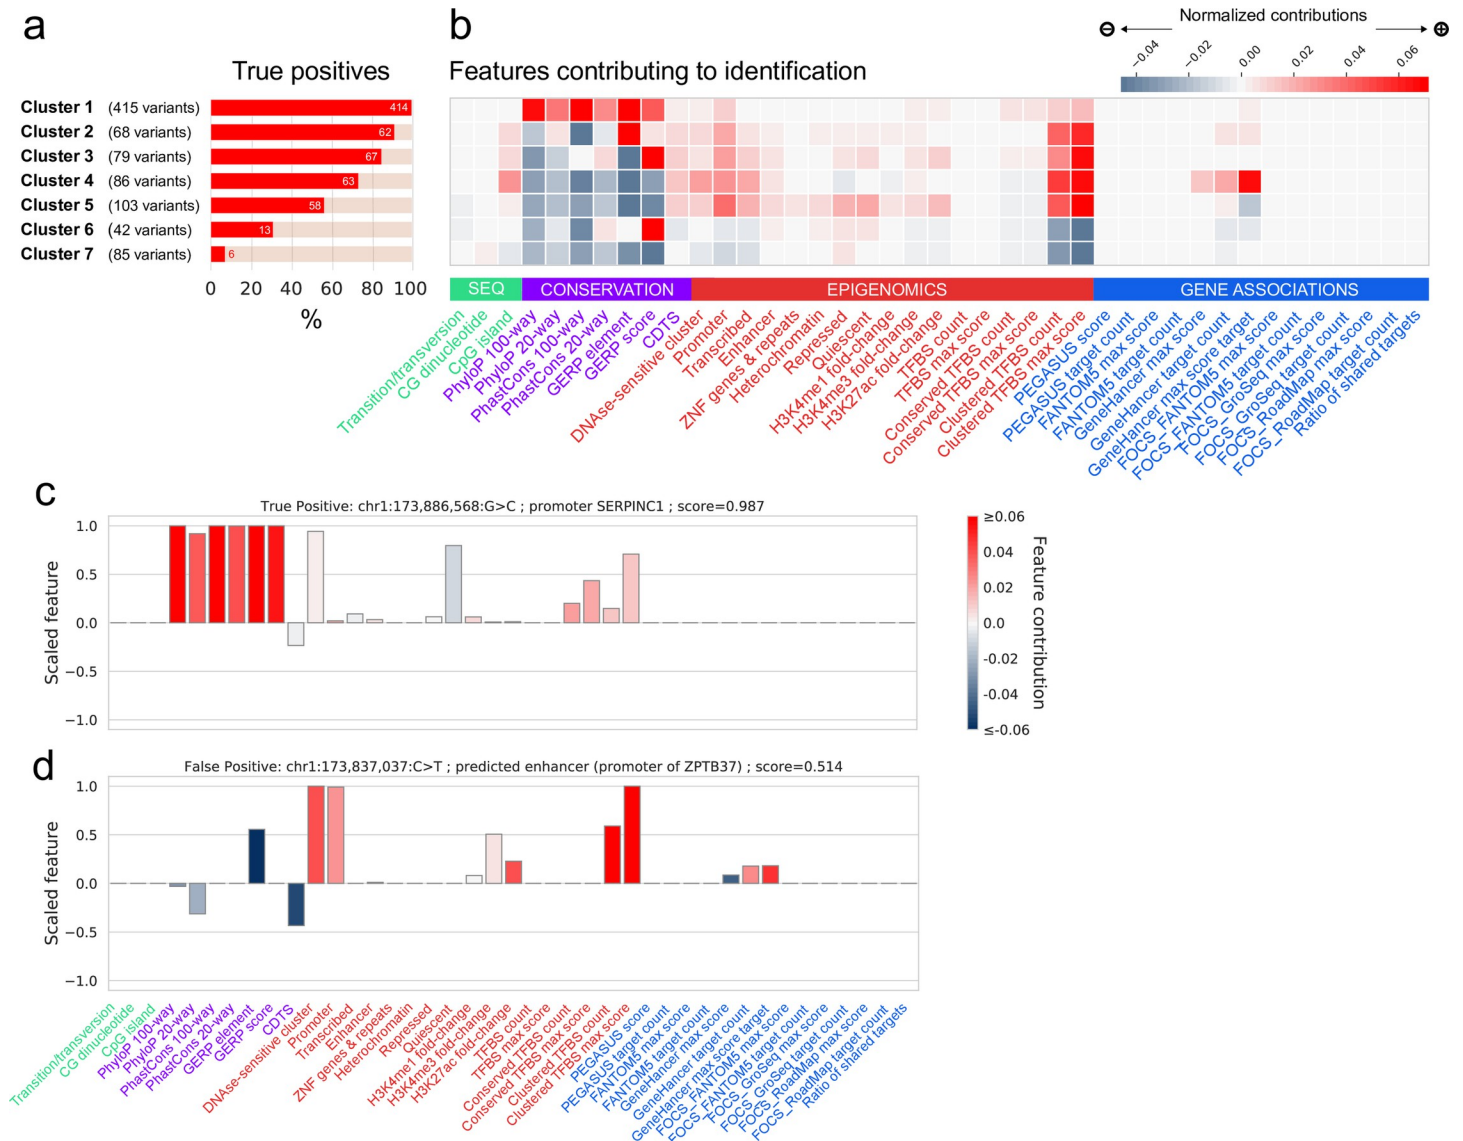 a
True positives
Cluster 1 (415 variants) 414
Cluster 2 (68 variants) 62
Cluster 3 (79 variants) 67
Cluster 4 (86 variants) 63
Cluster 5 (103 variants) 58
Cluster 6 (42 variants) 13
Cluster 7 (85 variants) 6
0 20 40 60 80 100
%
b
Normalized contributions
⊖ ⊕
−0.04 −0.02 0.00 0.02 0.04 0.06
Features contributing to identification
SEQ CONSERVATION EPIGENOMICS GENE ASSOCIATIONS
Transition/transversion
CG dinucleotide
CpG island
PhyloP 100-way
PhyloP 20-way
PhastCons 100-way
PhastCons 20-way
GERP element
GERP score
CDTS
DNAse-sensitive cluster
Promoter
Transcribed
Enhancer
ZNF genes & repeats
Heterochromatin
Repressed
Quiescent
H3K4me1 fold-change
H3K4me3 fold-change
H3K27ac fold-change
TFBS count
TFBS max score
Conserved TFBS count
Conserved TFBS max score
Clustered TFBS count
Clustered TFBS max score
PEGASUS score
PEGASUS target count
FANTOM5 max score
FANTOM5 target count
GeneHancer max score
GeneHancer target count
GeneHancer max score target
FOCS_FANTOM5 max score
FOCS_FANTOM5 target count
FOCS_GroSeq max score
FOCS_GroSeq target count
FOCS_RoadMap max score
FOCS_RoadMap target count
Ratio of shared targets
c
True Positive: chr1:173,886,568:G>C ; promoter SERPINC1 ; score=0.987
Scaled feature
1.0
0.5
0.0
−0.5
−1.0
≥0.06
0.04
0.02
0.0
-0.02
-0.04
≤-0.06
Feature contribution
d
False Positive: chr1:173,837,037:C>T ; predicted enhancer (promoter of ZPTB37) ; score=0.514
Scaled feature
1.0
0.5
0.0
−0.5
−1.0
Transition/transversion
CG dinucleotide
CpG island
PhyloP 100-way
PhyloP 20-way
PhastCons 100-way
PhastCons 20-way
GERP element
GERP score
CDTS
DNAse-sensitive cluster
Promoter
Transcribed
Enhancer
ZNF genes & repeats
Heterochromatin
Repressed
Quiescent
H3K4me1 fold-change
H3K4me3 fold-change
H3K27ac fold-change
TFBS count
TFBS max score
Conserved TFBS count
Conserved TFBS max score
Clustered TFBS count
Clustered TFBS max score
PEGASUS score
PEGASUS target count
FANTOM5 max score
FANTOM5 target count
GeneHancer max score
GeneHancer target count
GeneHancer max score target
FOCS_FANTOM5 max score
FOCS_FANTOM5 target count
FOCS_GroSeq max score
FOCS_GroSeq target count
FOCS_RoadMap max score
FOCS_RoadMap target count
Ratio of shared targets